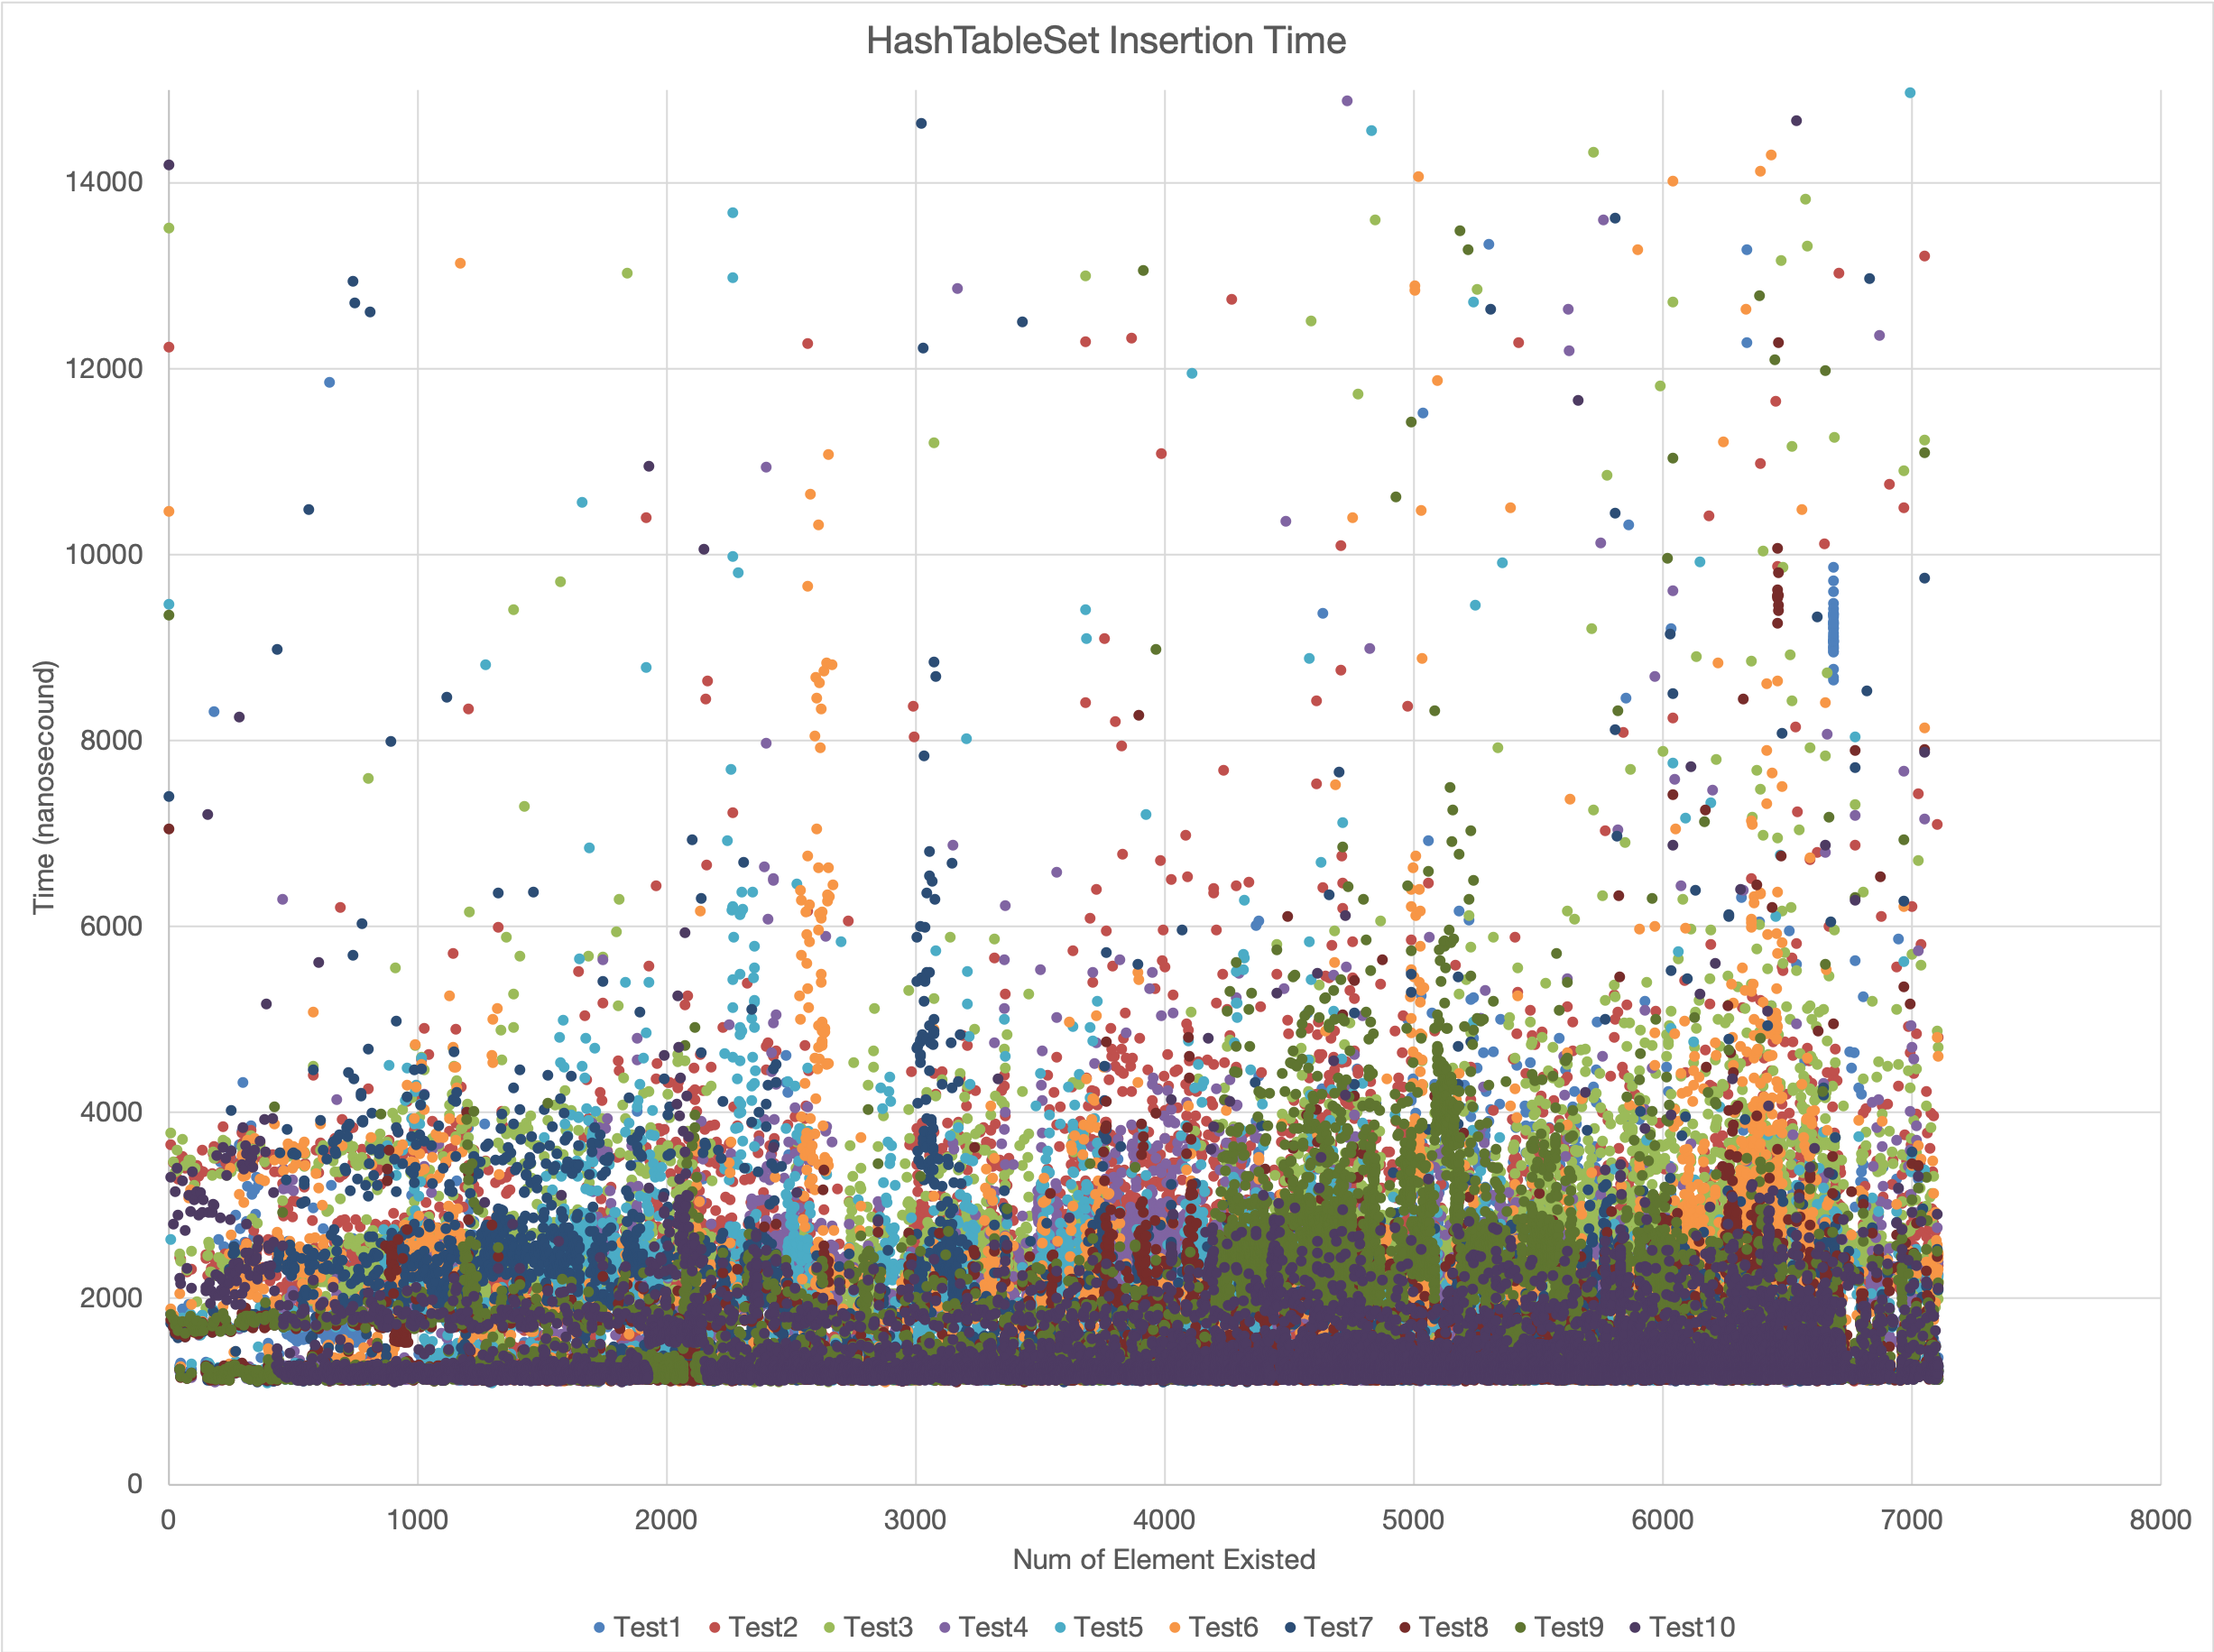 HashTableSet Insertion Time
14000
12000
10000
8000
6000
4000
2000
0
Time (nanosecound)
0 1000 2000 3000 4000 5000 6000 7000 8000
Num of Element Existed
Test1 Test2 Test3 Test4 Test5 Test6 Test7 Test8 Test9 Test10